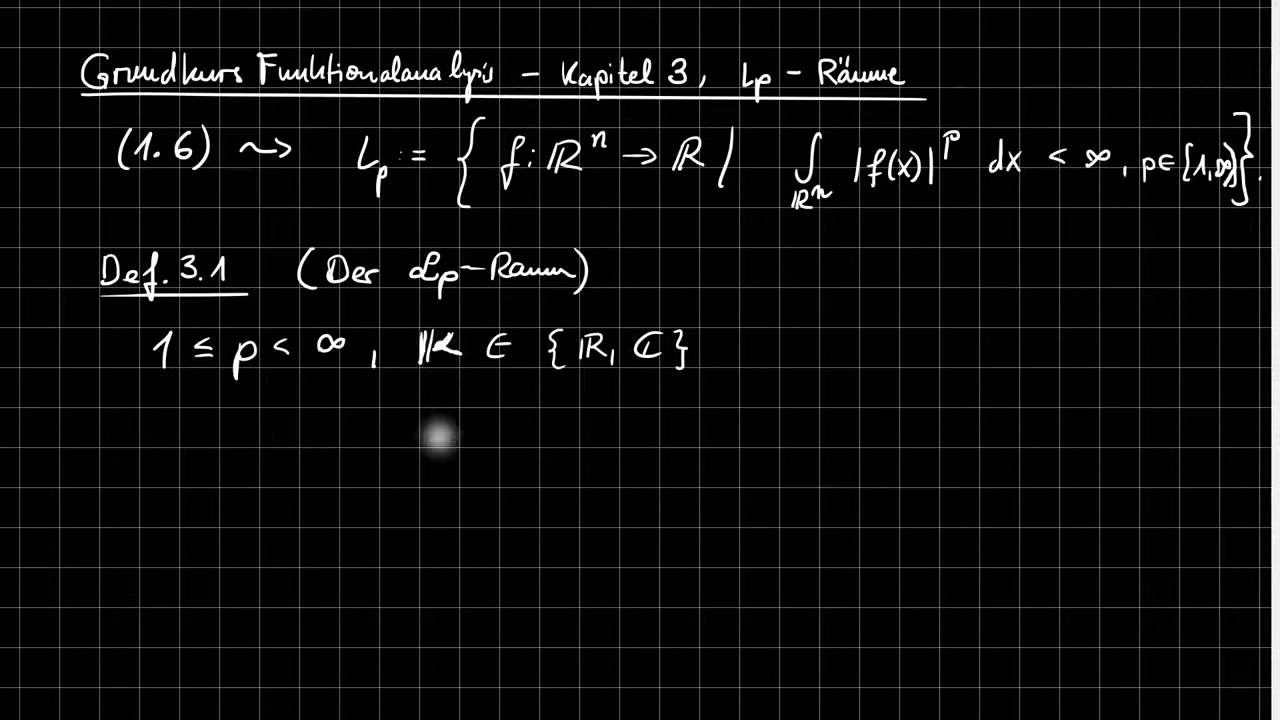 Grundkurs Funktionalanalysis - Kapitel 3, Lp - Räume
(1.6) ⇝ Lₚ := { f: ℝⁿ → ℝ | ∫_ℝⁿ |f(x)|ᵖ dx < ∞, p∈[1,∞) }.
Def. 3.1 (Der ℒp-Raum)
1 ≤ p < ∞, 𝕂 ∈ {ℝ, ℂ}